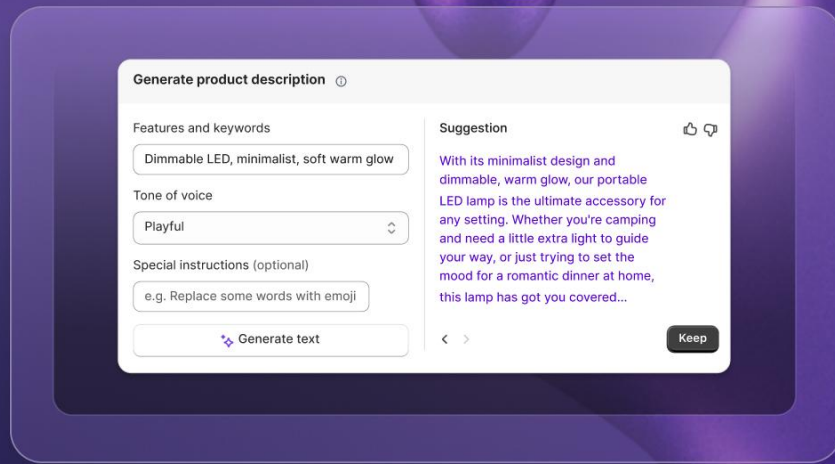 Generate product description
Features and keywords
Dimmable LED, minimalist, soft warm glow
Tone of voice
Playful
Special instructions (optional)
e.g. Replace some words with emoji
Generate text
Suggestion
With its minimalist design and
dimmable, warm glow, our portable
LED lamp is the ultimate accessory for
any setting. Whether you're camping
and need a little extra light to guide
your way, or just trying to set the
mood for a romantic dinner at home,
this lamp has got you covered...
Keep